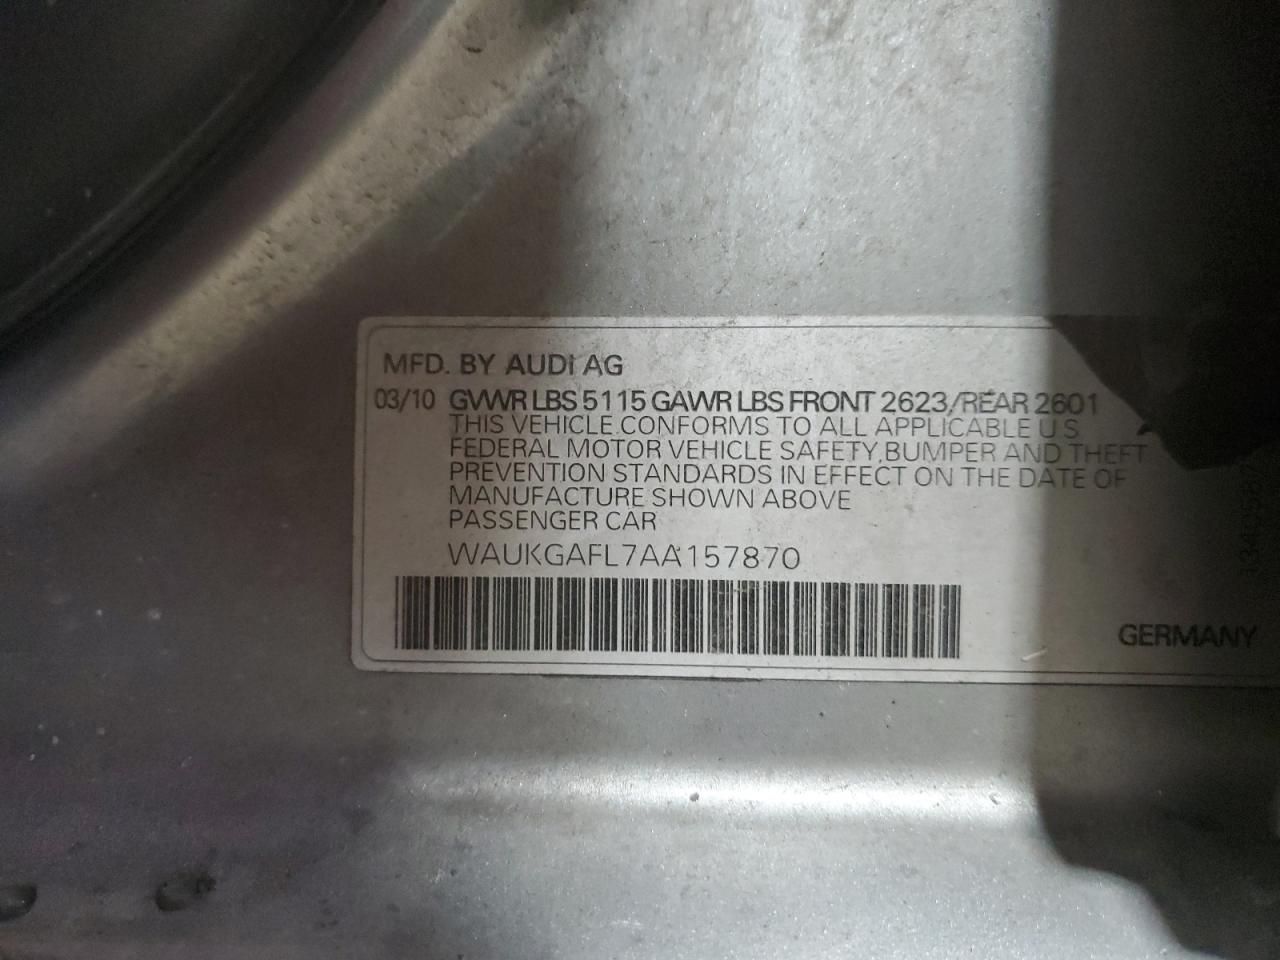 MFD. BY AUDI AG
03/10 GVWR LBS 5115 GAWR LBS FRONT 2623/REAR 2601
THIS VEHICLE CONFORMS TO ALL APPLICABLE U S
FEDERAL MOTOR VEHICLE SAFETY, BUMPER AND THEFT
PREVENTION STANDARDS IN EFFECT ON THE DATE OF
MANUFACTURE SHOWN ABOVE
PASSENGER CAR
WAUKGAFL7AA157870
GERMANY